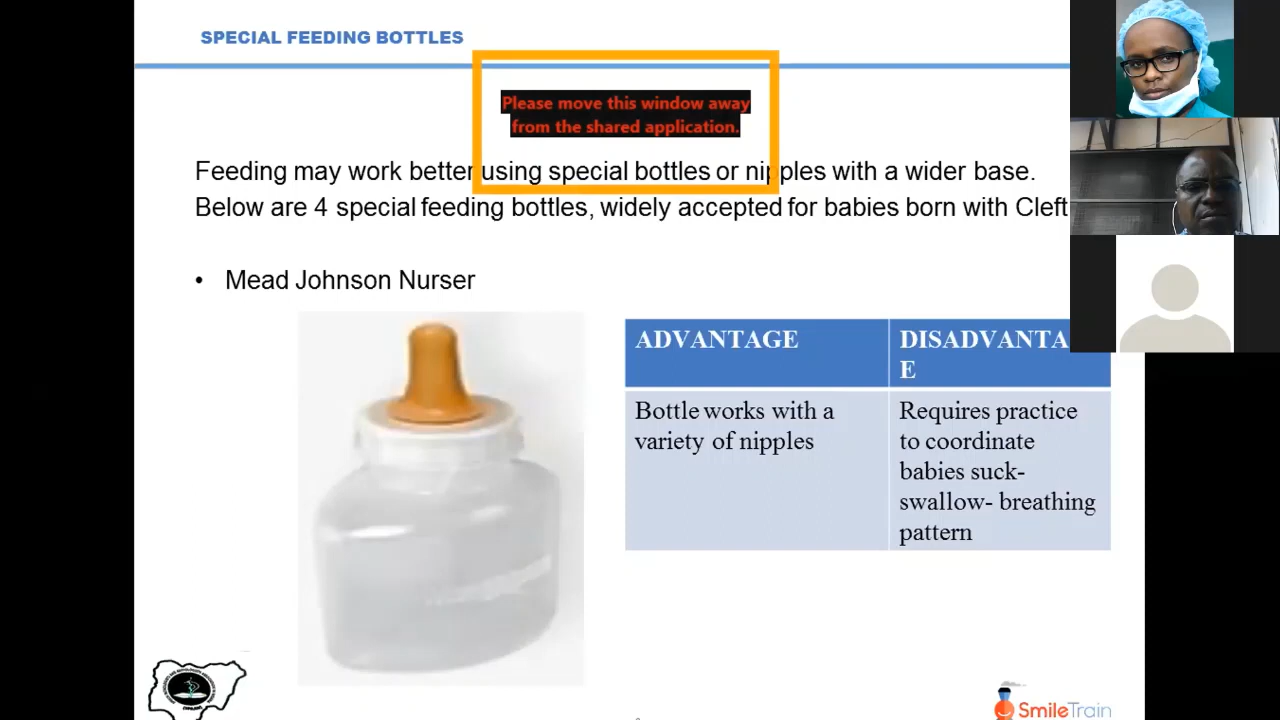 SPECIAL FEEDING BOTTLES
Please move this window away
from the shared application.
Feeding may work better using special bottles or nipples with a wider base.
Below are 4 special feeding bottles, widely accepted for babies born with Cleft
• Mead Johnson Nurser
ADVANTAGE
DISADVANTA
E
Bottle works with a
variety of nipples
Requires practice
to coordinate
babies suck-
swallow- breathing
pattern
SmileTrain